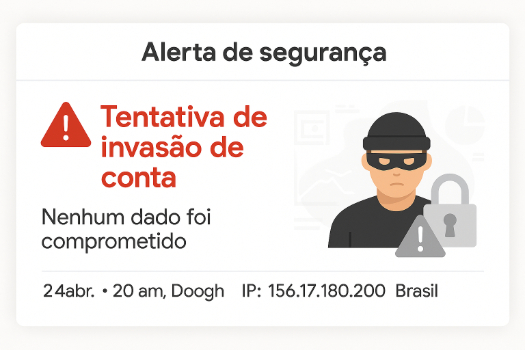 Alerta de segurança
Tentativa de
invasão de
conta
Nenhum dado foi
comprometido
24abr. • 20 am, Doogh IP: 156.17.180.200 Brasil